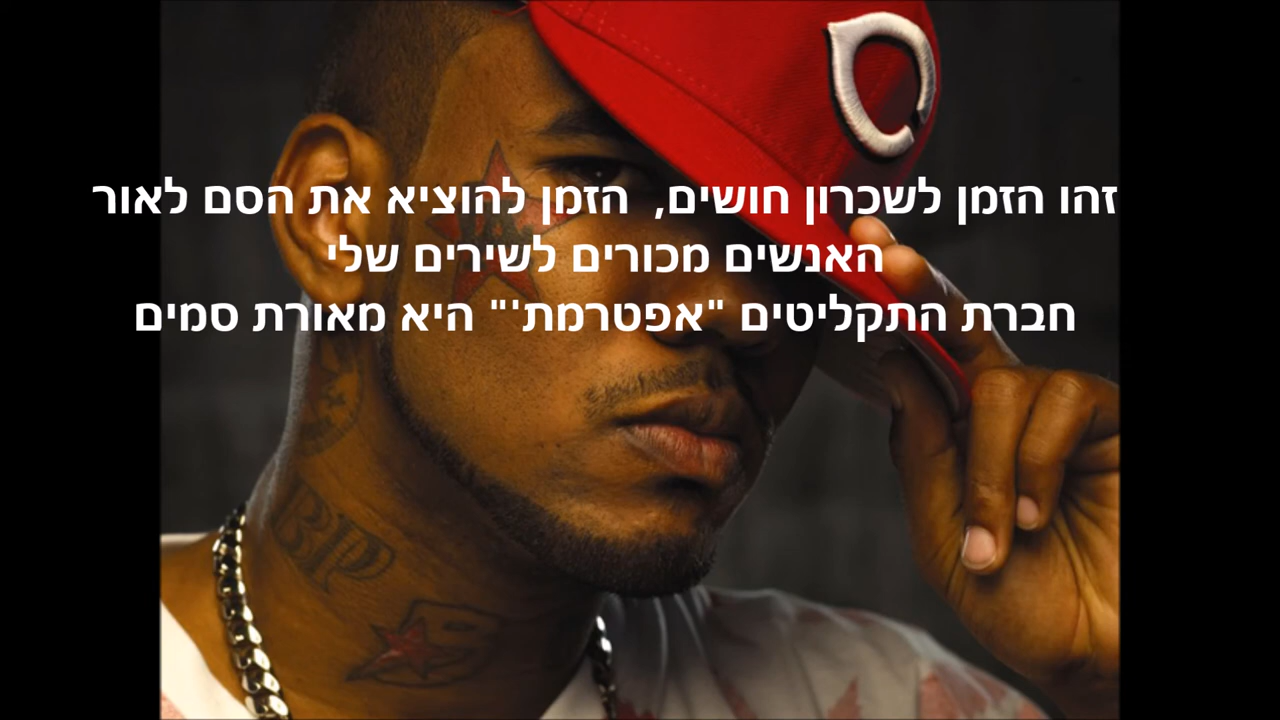 זהו הזמן לשכרון חושים, הזמן להוציא את הסם לאור
האנשים מכורים לשירים שלי
חברת התקליטים "אפטרמת'" היא מאורת סמים
C
BP